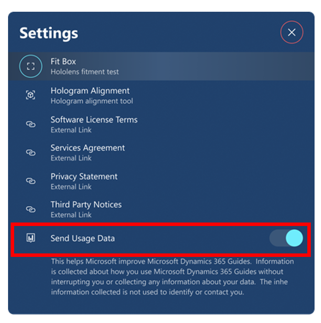 Settings
Fit Box
Hololens fitment test
Hologram Alignment
Hologram alignment tool
Software License Terms
External Link
Services Agreement
External Link
Privacy Statement
External Link
Third Party Notices
External Link
Send Usage Data
This helps Microsoft improve Microsoft Dynamics 365 Guides. Information
is collected about how you use Microsoft Dynamics 365 Guides without
interrupting you or collecting any information about your data. The inhe
information collected is not used to identify or contact you.